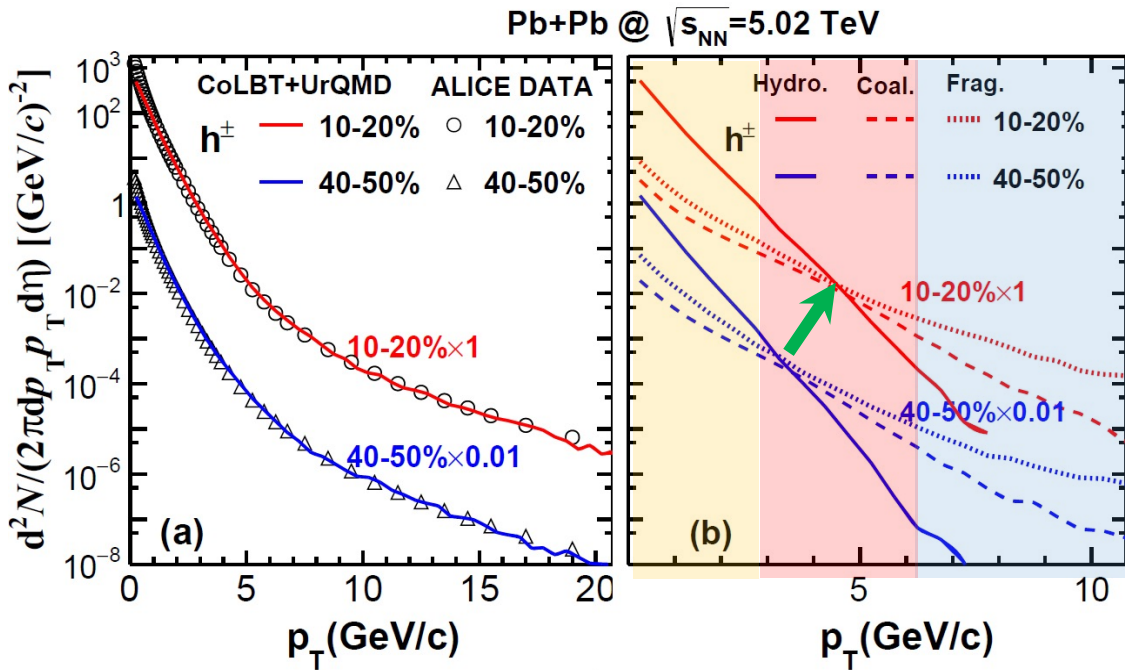 Pb+Pb @ √s_NN=5.02 TeV
d²N/(2πdp_T p_T dη) [(GeV/c)⁻²]
10³
10²
1
10⁻²
10⁻⁴
10⁻⁶
10⁻⁸
CoLBT+UrQMD ALICE DATA
h± 10-20% 10-20%
40-50% 40-50%
10-20%×1
40-50%×0.01
(a)
0 5 10 15 20
p_T(GeV/c)
Hydro. Coal. Frag.
h± 10-20%
40-50%
10-20%×1
40-50%×0.01
(b)
5 10
p_T(GeV/c)